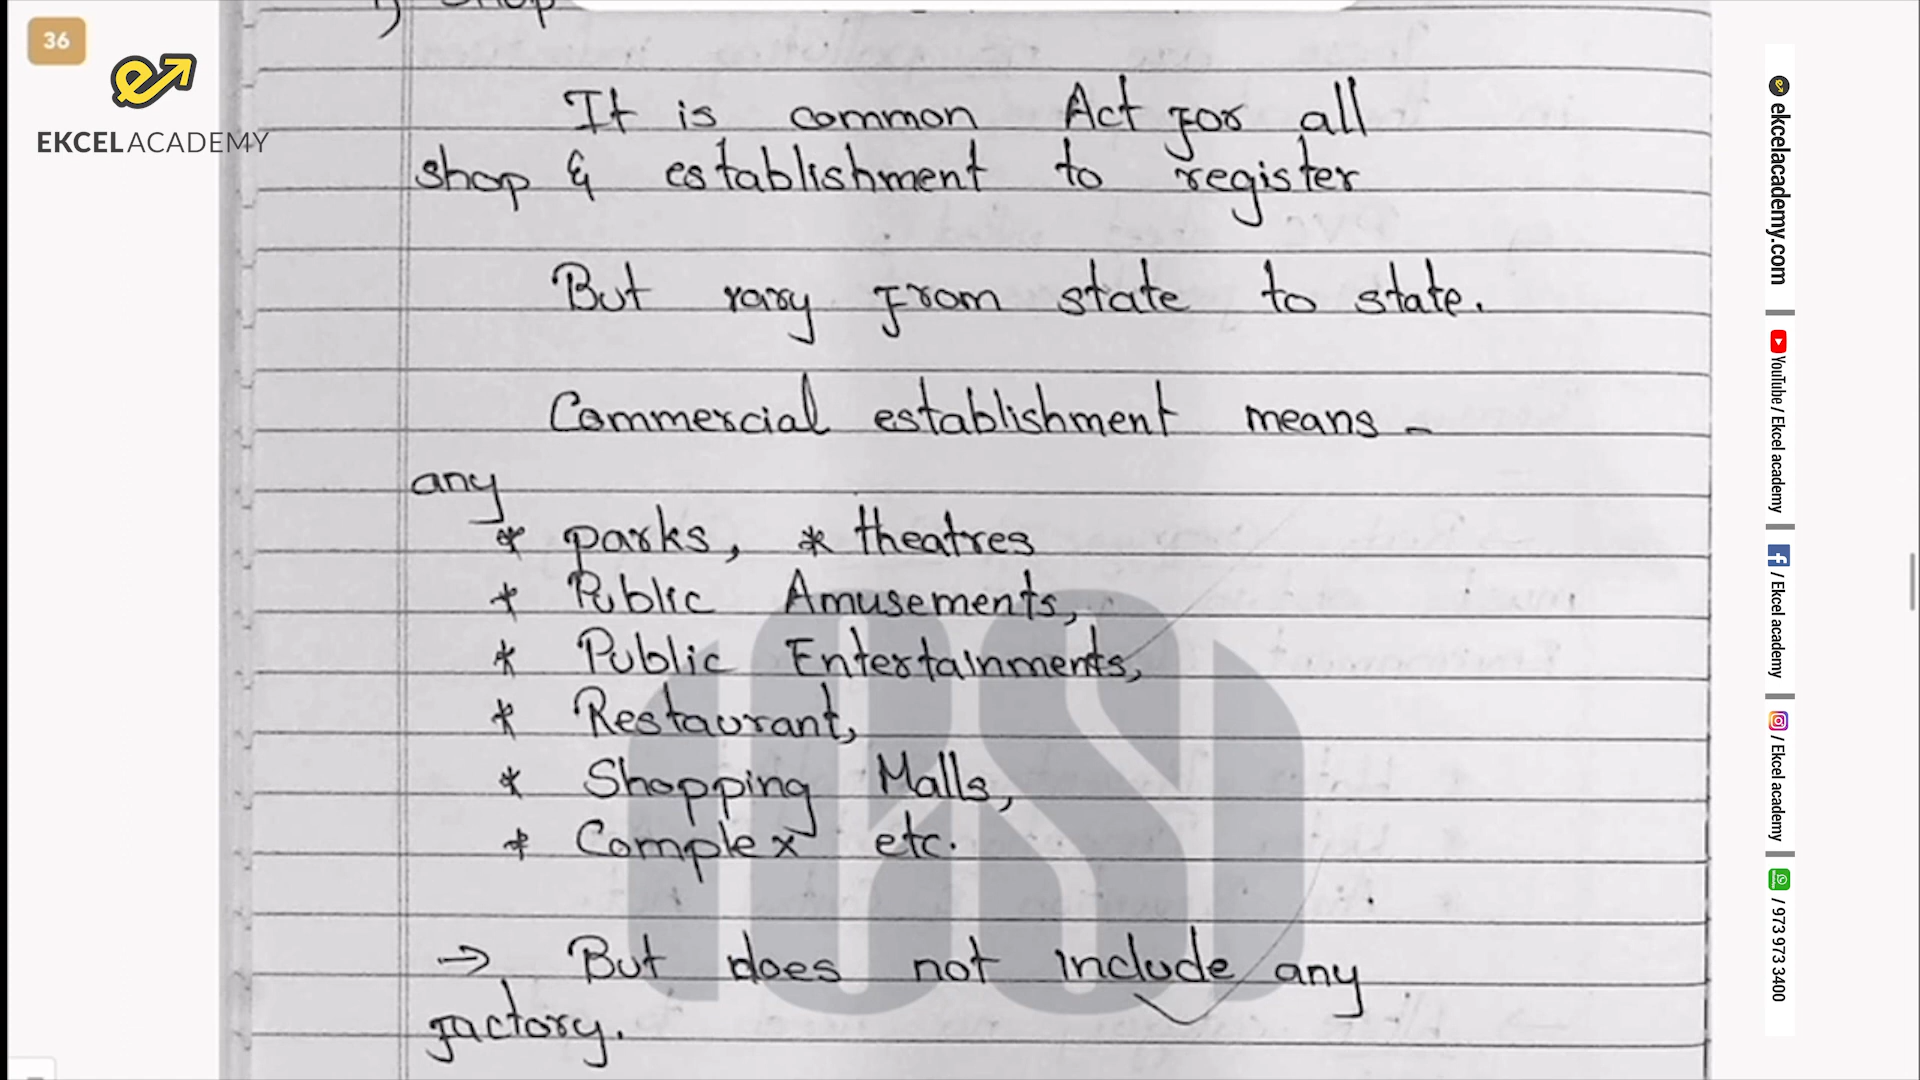 1) Shop
36
EKCELACADEMY
It is common Act for all
shop & establishment to register
But vary from state to state.
Commercial establishment means -
any
* parks, * theatres
* Public Amusements,
* Public Entertainments,
* Restaurant,
* Shopping Malls,
* Complex etc.
→ But does not include any
factory.
ekcelacademy.com
YouTube / Ekcel academy
/ Ekcel academy
/ Ekcel academy
/ 973 973 3400